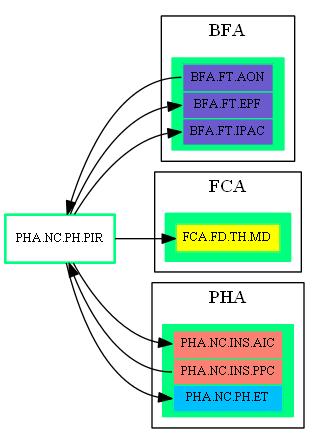 BFA
BFA.FT.AON
BFA.FT.EPF
BFA.FT.IPAC
FCA
PHA.NC.PH.PIR
FCA.FD.TH.MD
PHA
PHA.NC.INS.AIC
PHA.NC.INS.PPC
PHA.NC.PH.ET